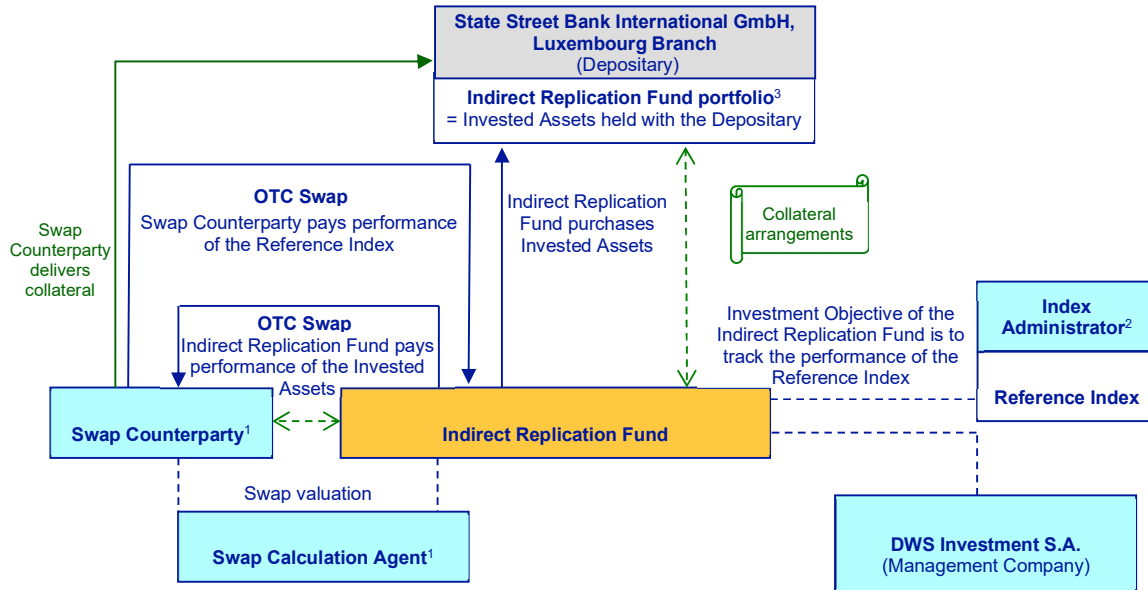 State Street Bank International GmbH,
Luxembourg Branch
(Depositary)
Indirect Replication Fund portfolio³
= Invested Assets held with the Depositary
OTC Swap
Swap Counterparty pays performance
of the Reference Index
Indirect Replication
Fund purchases
Invested Assets
Collateral
arrangements
Swap
Counterparty
delivers
collateral
OTC Swap
Indirect Replication Fund pays
performance of the Invested
Assets
Investment Objective of the
Indirect Replication Fund is to
track the performance of the
Reference Index
Index
Administrator²
Reference Index
Swap Counterparty¹
Indirect Replication Fund
Swap valuation
Swap Calculation Agent¹
DWS Investment S.A.
(Management Company)